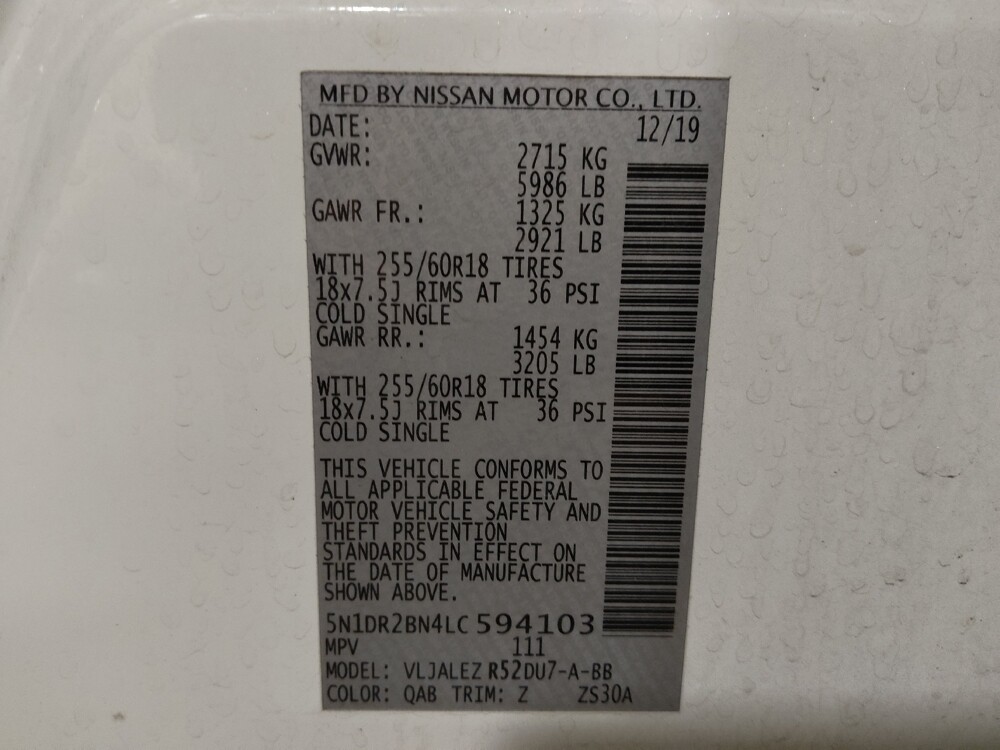 MFD BY NISSAN MOTOR CO., LTD.
DATE: 12/19
GVWR: 2715 KG
5986 LB
GAWR FR.: 1325 KG
2921 LB
WITH 255/60R18 TIRES
18x7.5J RIMS AT 36 PSI
COLD SINGLE
GAWR RR.: 1454 KG
3205 LB
WITH 255/60R18 TIRES
18x7.5J RIMS AT 36 PSI
COLD SINGLE
THIS VEHICLE CONFORMS TO
ALL APPLICABLE FEDERAL
MOTOR VEHICLE SAFETY AND
THEFT PREVENTION
STANDARDS IN EFFECT ON
THE DATE OF MANUFACTURE
SHOWN ABOVE.
5N1DR2BN4LC594103
MPV 111
MODEL: VLJALEZ R52DU7-A-BB
COLOR: QAB TRIM: Z ZS30A